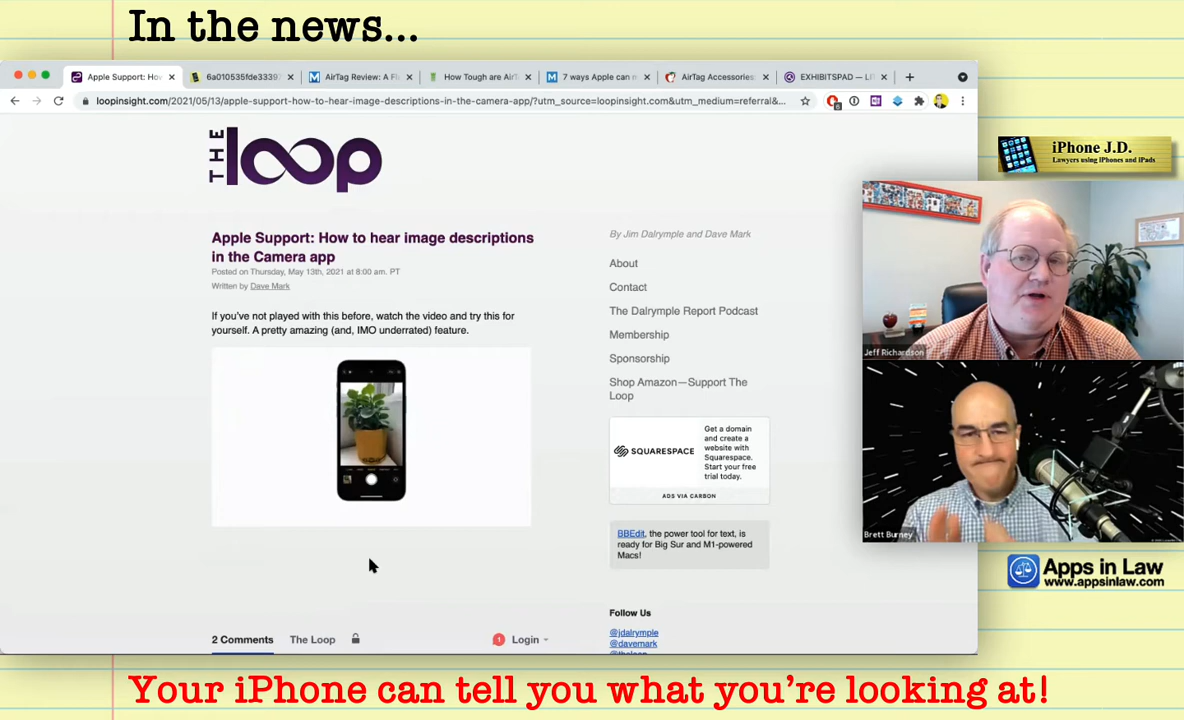 In the news...
Apple Support: How
6a010535fde3339
AirTag Review: A Fl
How Tough are AirT
7 ways Apple can m
AirTag Accessories
EXHIBITSPAD — LIT
loopinsight.com/2021/05/13/apple-support-how-to-hear-image-descriptions-in-the-camera-app/?utm_source=loopinsight.com&utm_medium=referral&...
THE loop
Apple Support: How to hear image descriptions
in the Camera app
Posted on Thursday, May 13th, 2021 at 8:00 am. PT
Written by Dave Mark
If you've not played with this before, watch the video and try this for
yourself. A pretty amazing (and, IMO underrated) feature.
2 Comments
The Loop
1
Login
By Jim Dalrymple and Dave Mark
About
Contact
The Dalrymple Report Podcast
Membership
Sponsorship
Shop Amazon—Support The
Loop
SQUARESPACE
Get a domain
and create a
website with
Squarespace.
Start your free
trial today.
ADS VIA CARBON
BBEdit, the power tool for text, is
ready for Big Sur and M1-powered
Macs!
Follow Us
@jdalrymple
@davemark
@theloop
iPhone J.D.
Lawyers using iPhones and iPads
Jeff Richardson
Brett Burney
Apps in Law
www.appsinlaw.com
Your iPhone can tell you what you're looking at!